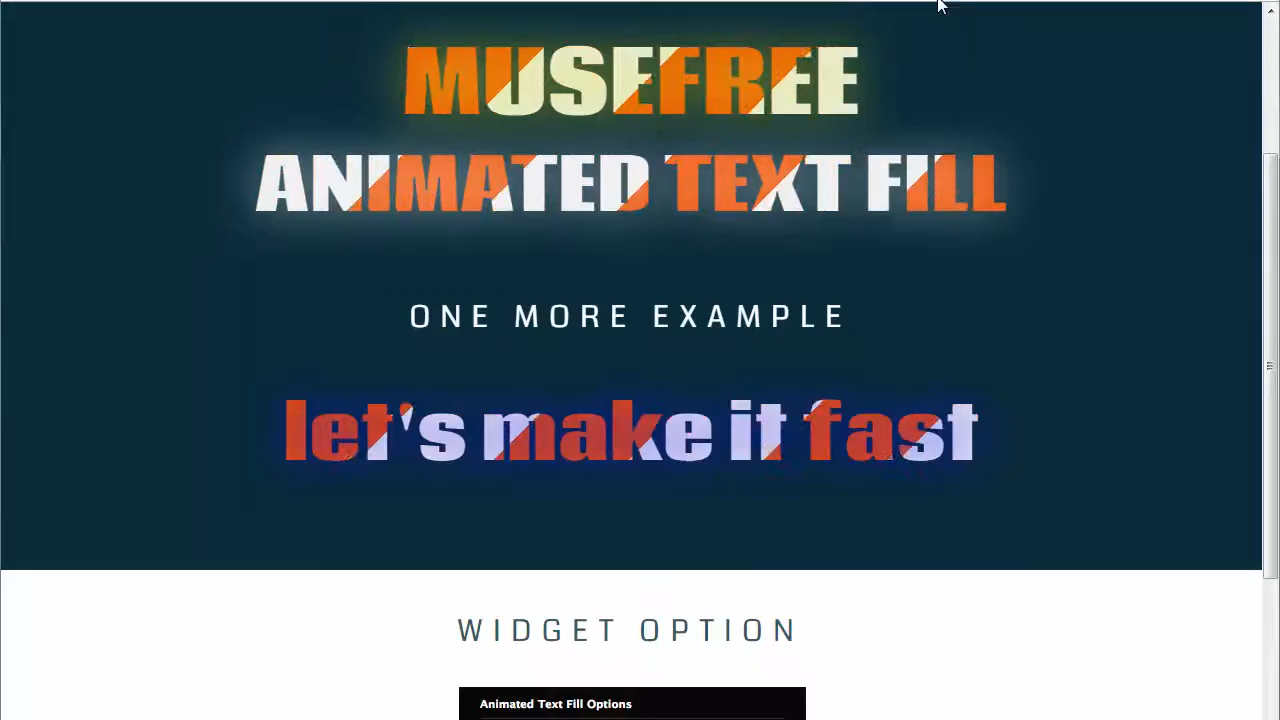 MUSEFREE
ANIMATED TEXT FILL
ONE MORE EXAMPLE
let's make it fast
WIDGET OPTION
Animated Text Fill Options